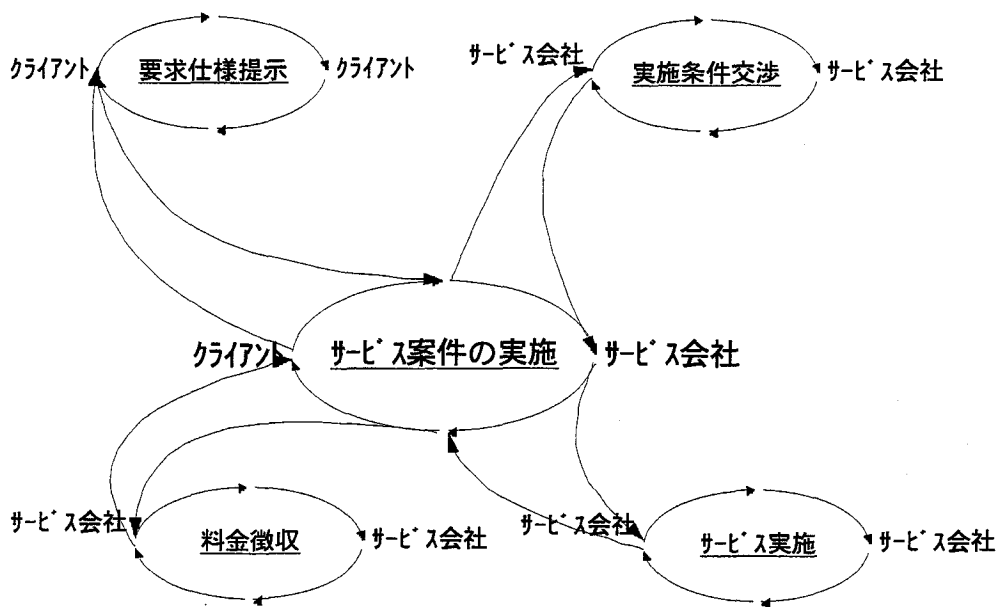 クライアント 要求仕様提示 クライアント
サービス会社 実施条件交渉 サービス会社
クライアント サービス案件の実施 サービス会社
サービス会社 料金徴収 サービス会社
サービス会社 サービス実施 サービス会社